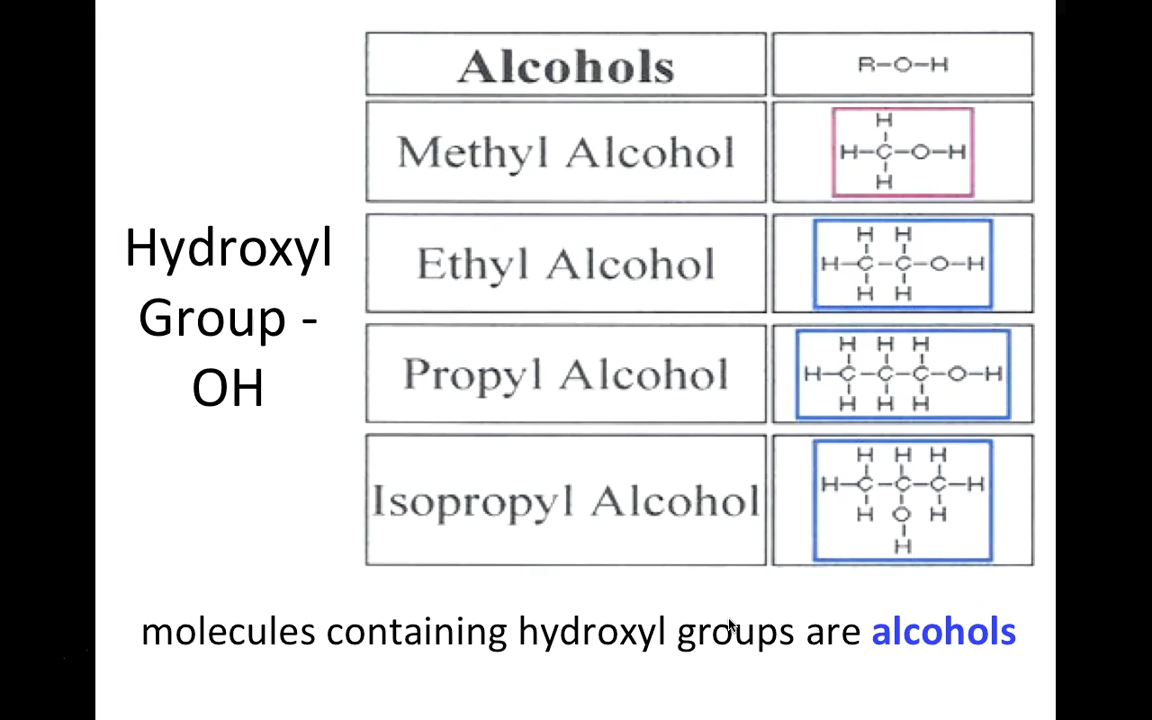 Hydroxyl
Group -
OH
Alcohols
R-O-H
Methyl Alcohol
H
H-C-O-H
H
Ethyl Alcohol
H H
H-C-C-O-H
H H
Propyl Alcohol
H H H
H-C-C-C-O-H
H H H
Isopropyl Alcohol
H H H
H-C-C-C-H
H O H
H
molecules containing hydroxyl groups are alcohols